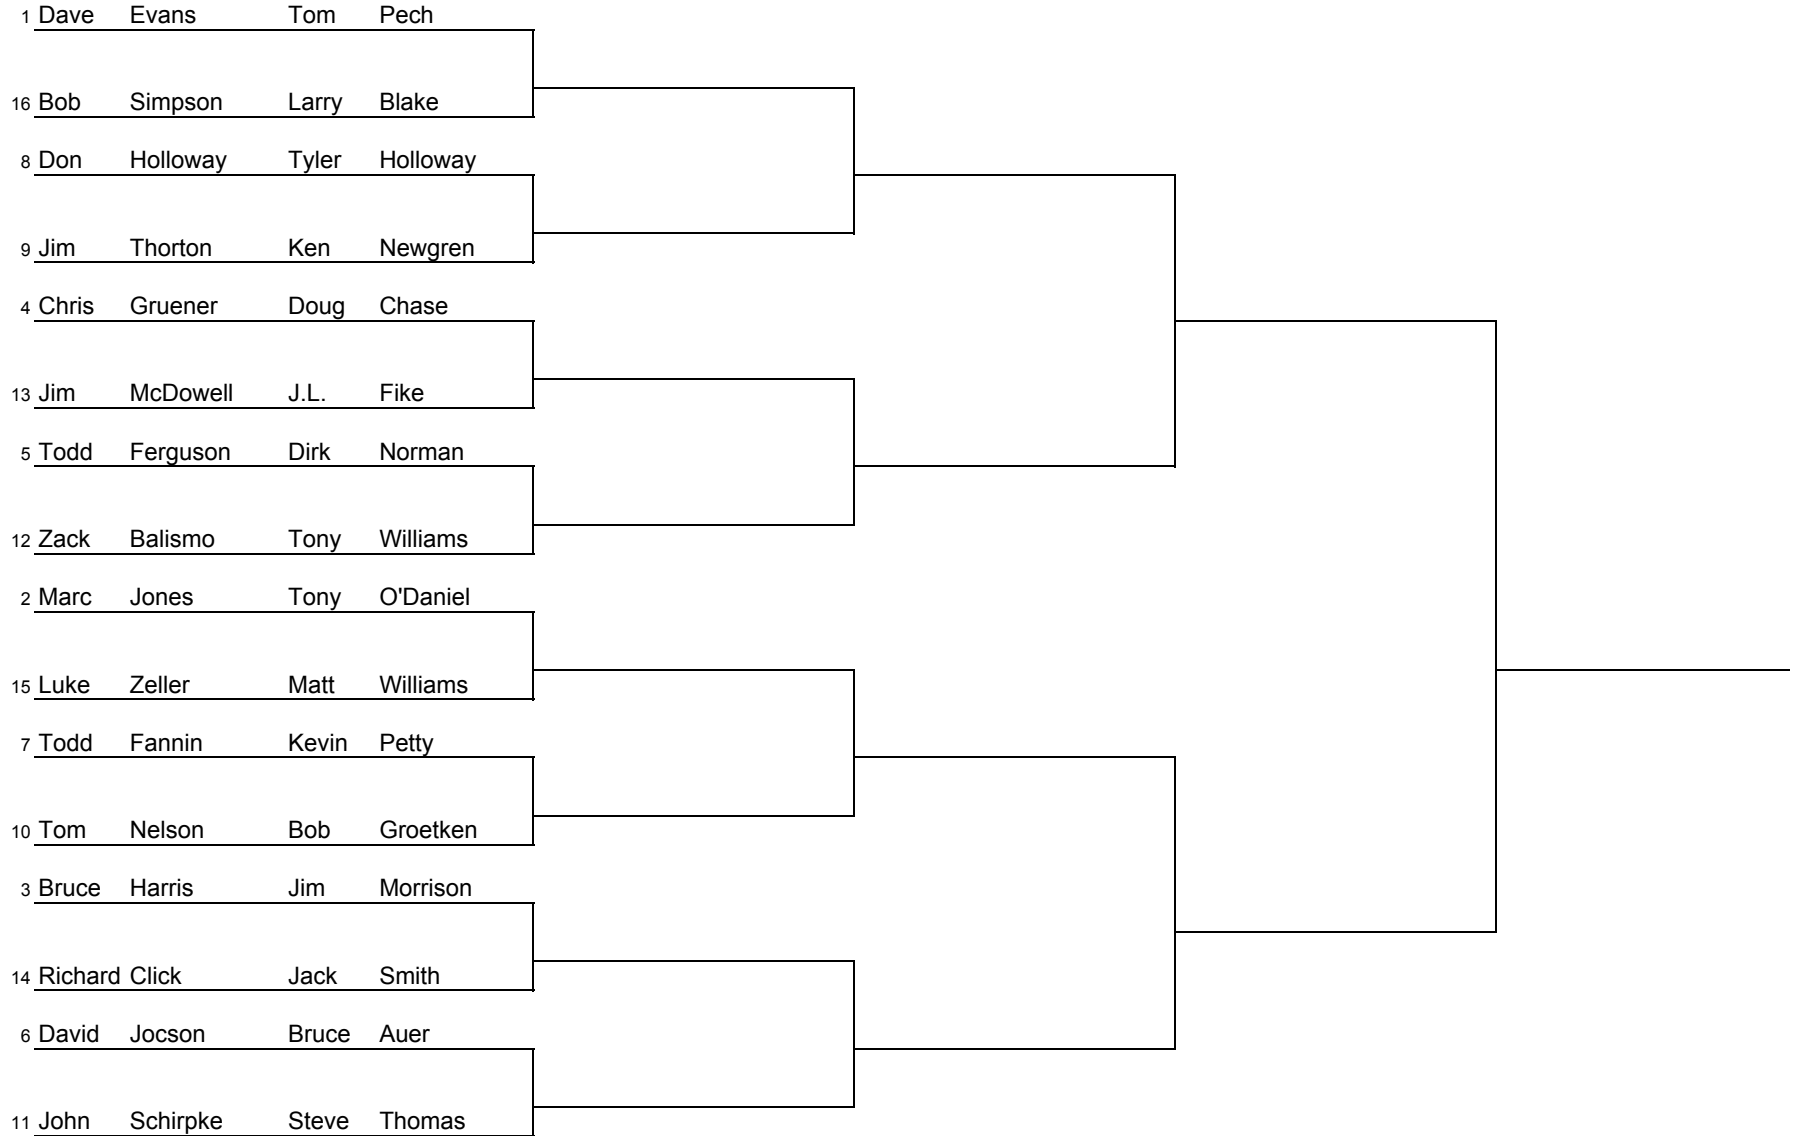 1 Dave Evans Tom Pech
16 Bob Simpson Larry Blake
8 Don Holloway Tyler Holloway
9 Jim Thorton Ken Newgren
4 Chris Gruener Doug Chase
13 Jim McDowell J.L. Fike
5 Todd Ferguson Dirk Norman
12 Zack Balismo Tony Williams
2 Marc Jones Tony O'Daniel
15 Luke Zeller Matt Williams
7 Todd Fannin Kevin Petty
10 Tom Nelson Bob Groetken
3 Bruce Harris Jim Morrison
14 Richard Click Jack Smith
6 David Jocson Bruce Auer
11 John Schirpke Steve Thomas